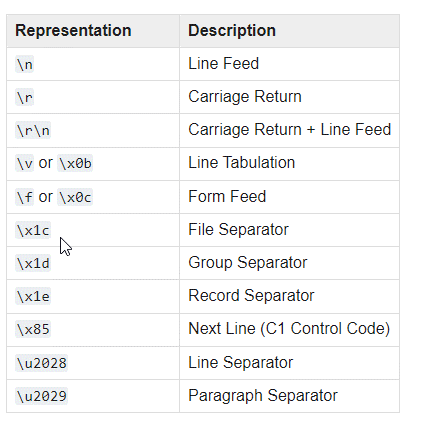 Representation Description
\n Line Feed
\r Carriage Return
\r\n Carriage Return + Line Feed
\v or \x0b Line Tabulation
\f or \x0c Form Feed
\x1c File Separator
\x1d Group Separator
\x1e Record Separator
\x85 Next Line (C1 Control Code)
\u2028 Line Separator
\u2029 Paragraph Separator